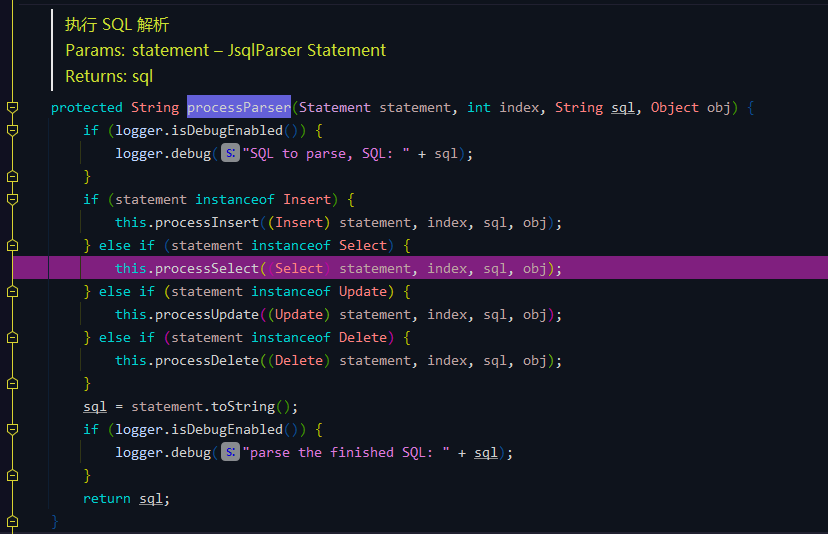 执行 SQL 解析
Params: statement – JsqlParser Statement
Returns: sql
protected String processParser(Statement statement, int index, String sql, Object obj) {
if (logger.isDebugEnabled()) {
logger.debug( s: "SQL to parse, SQL: " + sql);
}
if (statement instanceof Insert) {
this.processInsert((Insert) statement, index, sql, obj);
} else if (statement instanceof Select) {
this.processSelect((Select) statement, index, sql, obj);
} else if (statement instanceof Update) {
this.processUpdate((Update) statement, index, sql, obj);
} else if (statement instanceof Delete) {
this.processDelete((Delete) statement, index, sql, obj);
}
sql = statement.toString();
if (logger.isDebugEnabled()) {
logger.debug( s: "parse the finished SQL: " + sql);
}
return sql;
}